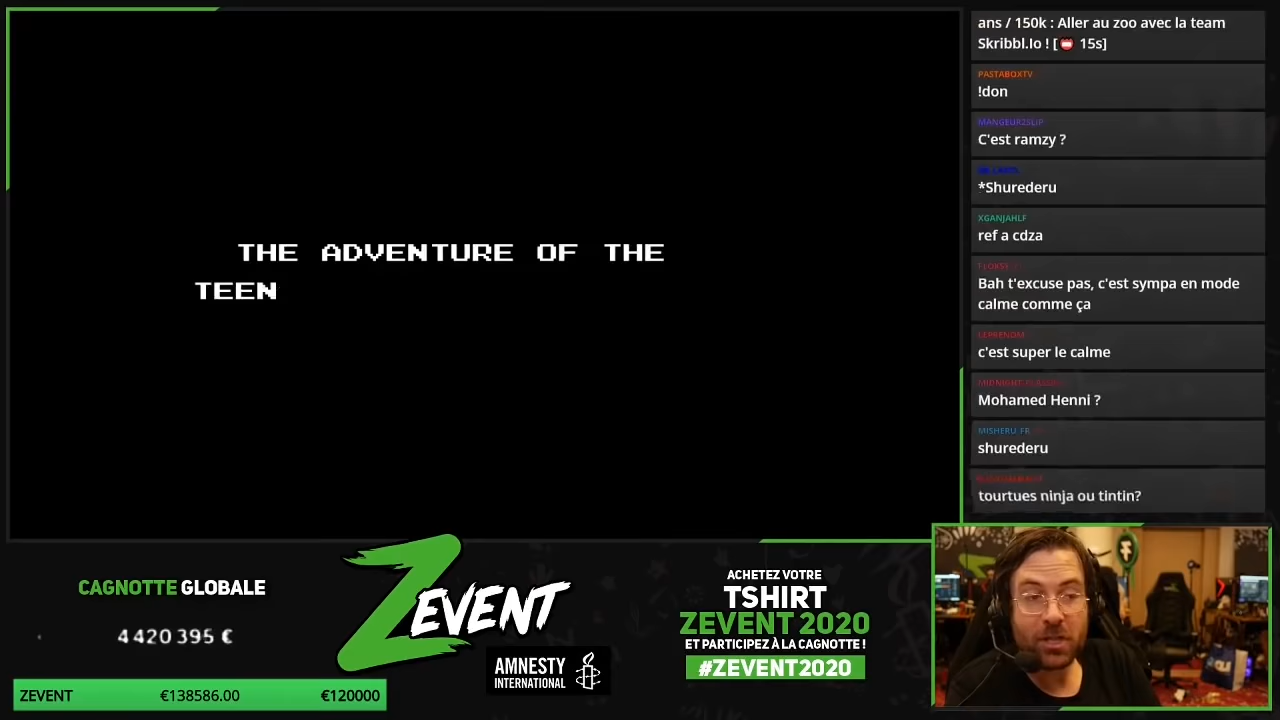 THE ADVENTURE OF THE
TEEN
ans / 150k : Aller au zoo avec la team
Skribbl.Io ! [ 15s]
PASTABOXTV
!don
MANGEUR2SLIP
C'est ramzy ?
*Shurederu
XGANJAHLF
ref a cdza
Bah t'excuse pas, c'est sympa en mode
calme comme ça
c'est super le calme
Mohamed Henni ?
MISHERU_FR
shurederu
tourtues ninja ou tintin?
CAGNOTTE GLOBALE
4 420 395 €
ZEVENT €138586.00 €120000
ZEVENT
AMNESTY
INTERNATIONAL
ACHETEZ VOTRE
TSHIRT
ZEVENT 2020
ET PARTICIPEZ À LA CAGNOTTE !
#ZEVENT2020